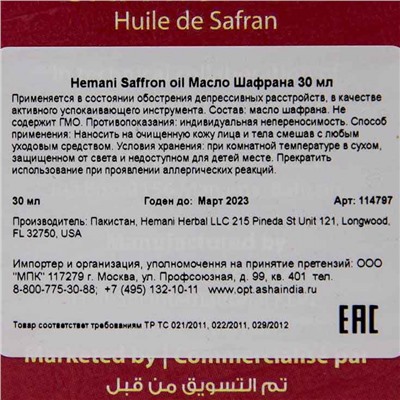 Huile de Safran
Hemani Saffron oil Масло Шафрана 30 мл
Применяется в состоянии обострения депрессивных расстройств, в качестве
активного успокаивающего инструмента. Состав: масло шафрана. Не
содержит ГМО. Противопоказания: индивидуальная непереносимость. Способ
применения: Наносить на очищенную кожу лица и тела смешав с любым
уходовым средством. Условия хранения: при комнатной температуре в сухом,
защищенном от света и недоступном для детей месте. Прекратить
использование при проявлении аллергических реакций.
30 мл Годен до: Март 2023 Арт: 114797
Производитель: Пакистан, Hemani Herbal LLC 215 Pineda St Unit 121, Longwood,
FL 32750, USA
Manufactured by
Импортер и организация, уполномочена на принятие претензий: ООО
"МПК" 117279 г. Москва, ул. Профсоюзная, д. 99, кв. 401 тел.
8-800-775-30-88; +7 (495) 132-10-11 www.opt.ashaindia.ru
EAC
Товар соответствует требованиям ТР ТС 021/2011, 022/2011, 029/2012
Marketed by | Commercialisé par
تم التسويق من قبل